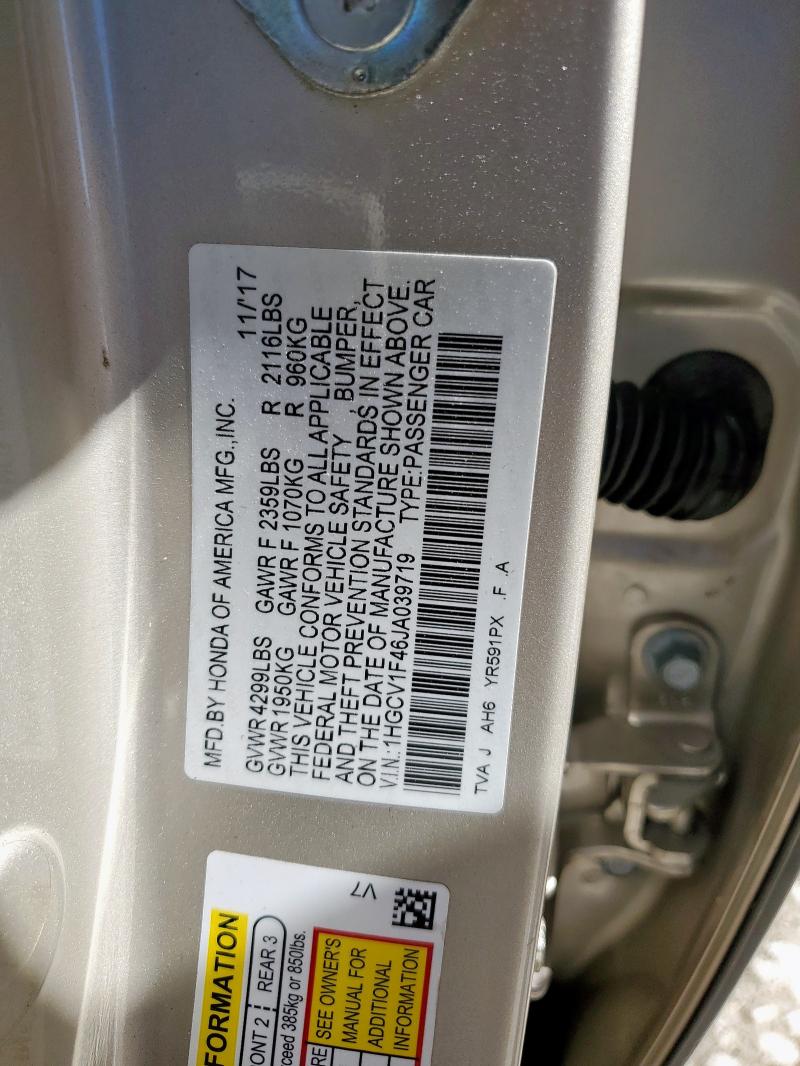 MFD.BY HONDA OF AMERICA MFG.,INC. 11/'17
GVWR 4299LBS GAWR F 2359LBS R 2116LBS
GVWR 1950KG GAWR F 1070KG R 960KG
THIS VEHICLE CONFORMS TO ALL APPLICABLE
FEDERAL MOTOR VEHICLE SAFETY , BUMPER,
AND THEFT PREVENTION STANDARDS IN EFFECT
ON THE DATE OF MANUFACTURE SHOWN ABOVE.
V.I.N.:1HGCV1F46JA039719 TYPE:PASSENGER CAR
TVA J AH6 YR591PX .F .A
V7
FORMATION
ONT 2 REAR 3
ceed 385kg or 850lbs.
RE
SEE OWNER'S
MANUAL FOR
ADDITIONAL
INFORMATION